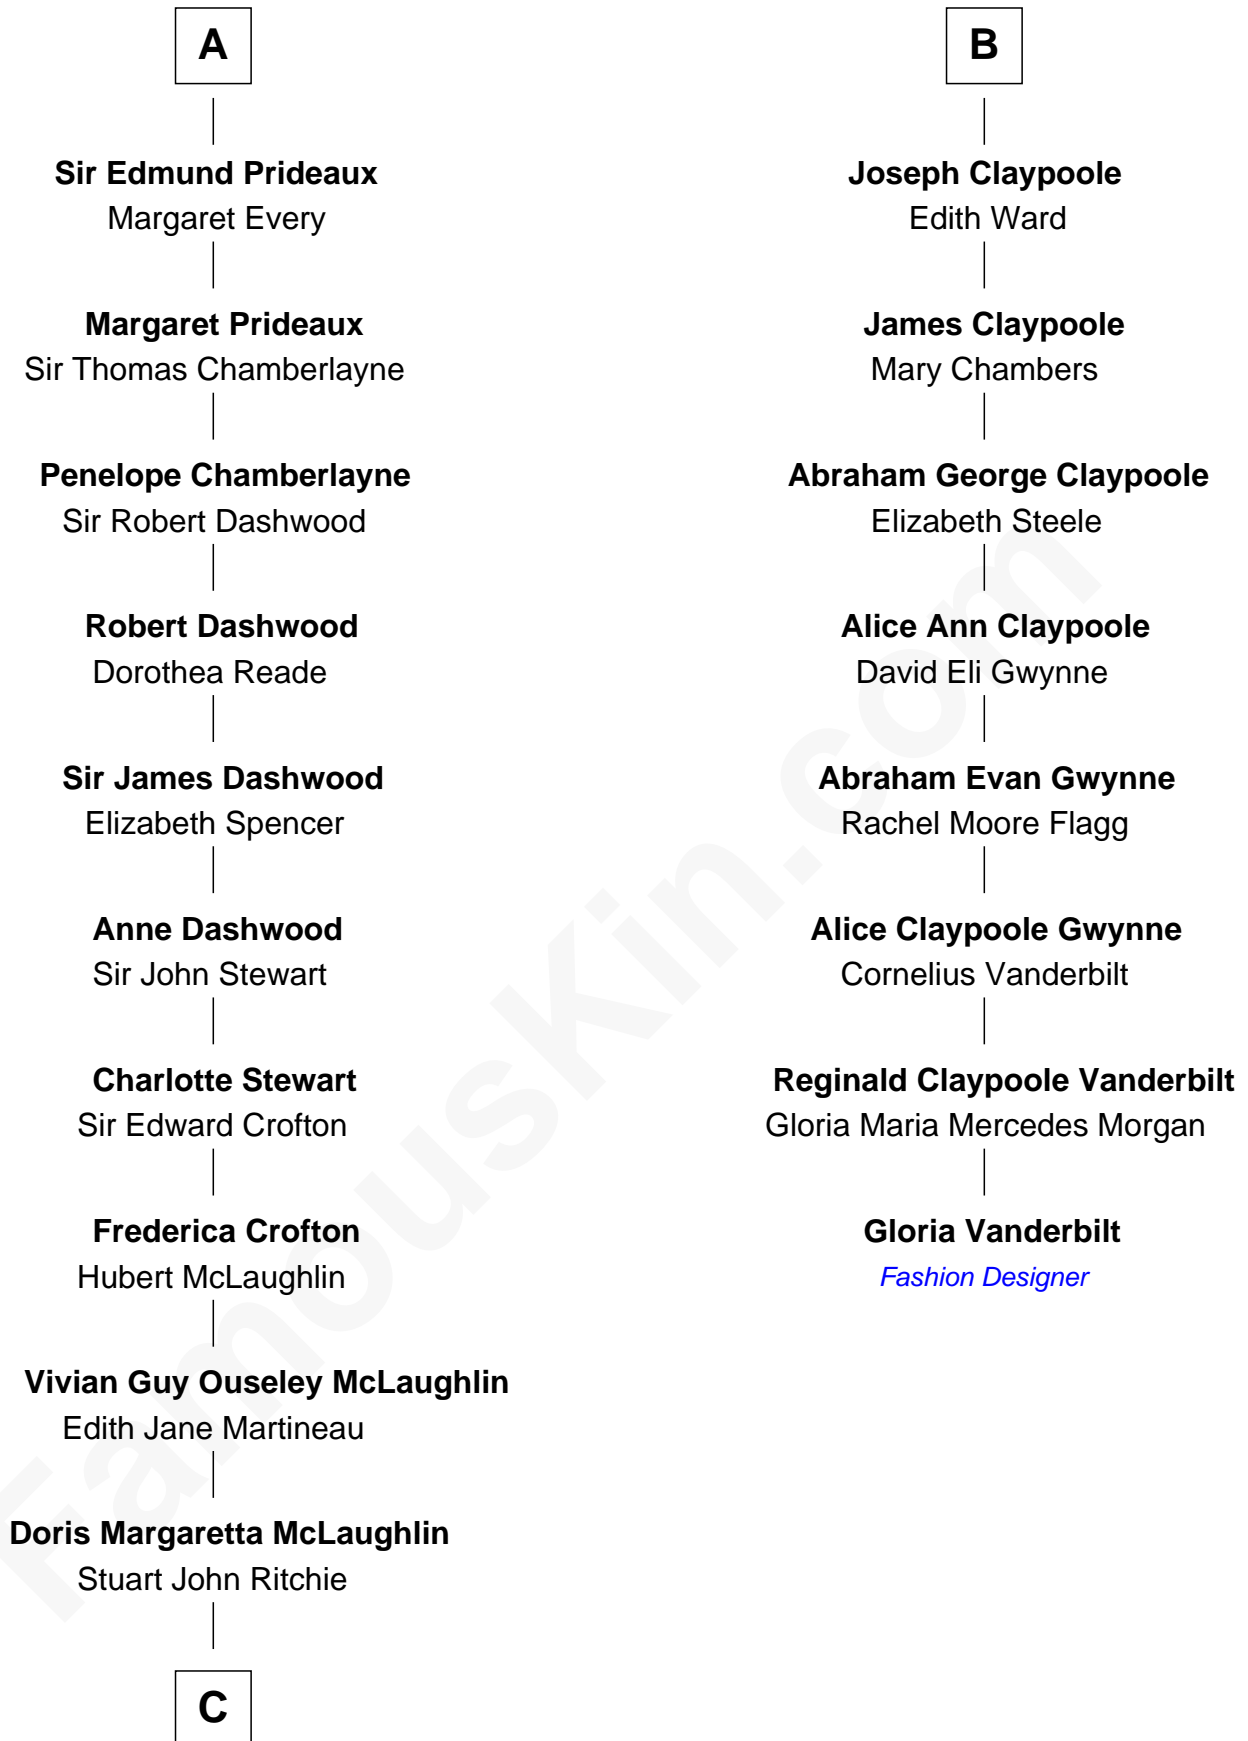 A
Sir Edmund Prideaux
Margaret Every
Margaret Prideaux
Sir Thomas Chamberlayne
Penelope Chamberlayne
Sir Robert Dashwood
Robert Dashwood
Dorothea Reade
Sir James Dashwood
Elizabeth Spencer
Anne Dashwood
Sir John Stewart
Charlotte Stewart
Sir Edward Crofton
Frederica Crofton
Hubert McLaughlin
Vivian Guy Ouseley McLaughlin
Edith Jane Martineau
Doris Margaretta McLaughlin
Stuart John Ritchie
C
B
Joseph Claypoole
Edith Ward
James Claypoole
Mary Chambers
Abraham George Claypoole
Elizabeth Steele
Alice Ann Claypoole
David Eli Gwynne
Abraham Evan Gwynne
Rachel Moore Flagg
Alice Claypoole Gwynne
Cornelius Vanderbilt
Reginald Claypoole Vanderbilt
Gloria Maria Mercedes Morgan
Gloria Vanderbilt
Fashion Designer
FamousKin.com